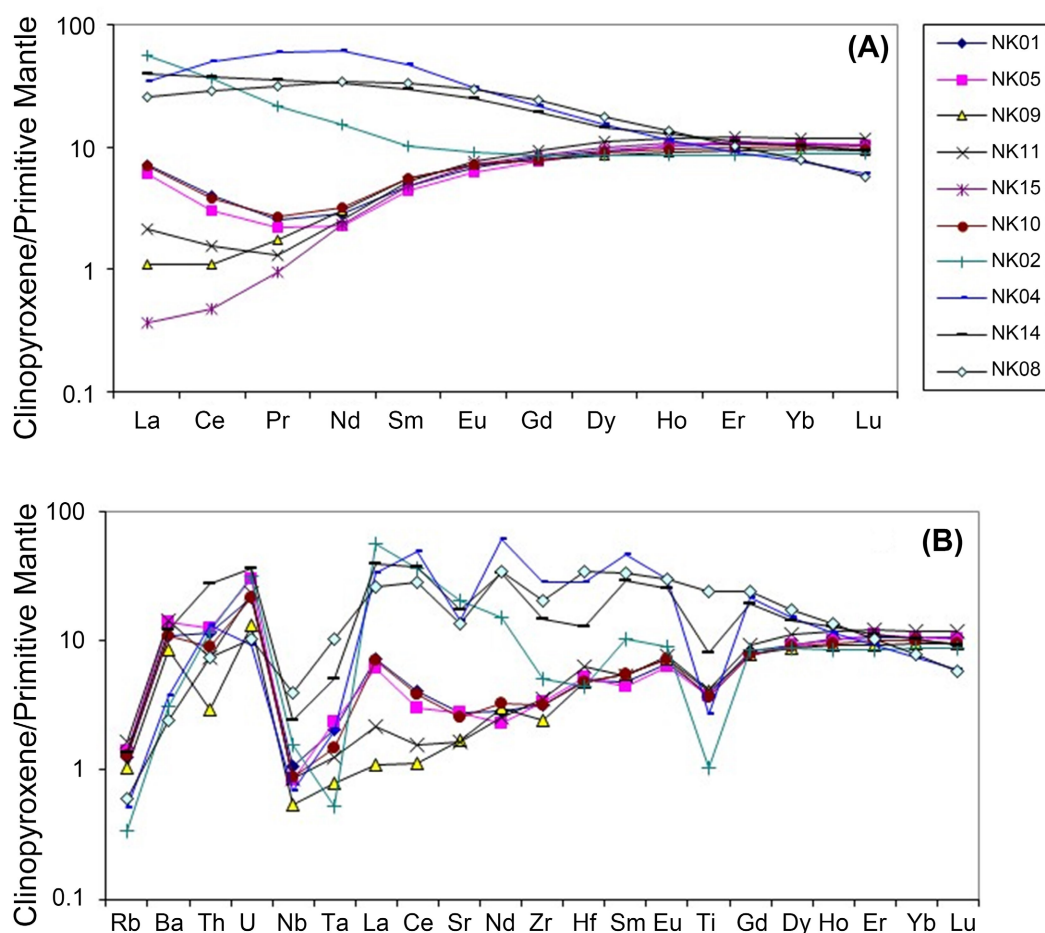 Clinopyroxene/Primitive Mantle
100
10
1
0.1
(A)
La Ce Pr Nd Sm Eu Gd Dy Ho Er Yb Lu
NK01
NK05
NK09
NK11
NK15
NK10
NK02
NK04
NK14
NK08
Clinopyroxene/Primitive Mantle
100
10
1
0.1
(B)
Rb Ba Th U Nb Ta La Ce Sr Nd Zr Hf Sm Eu Ti Gd Dy Ho Er Yb Lu